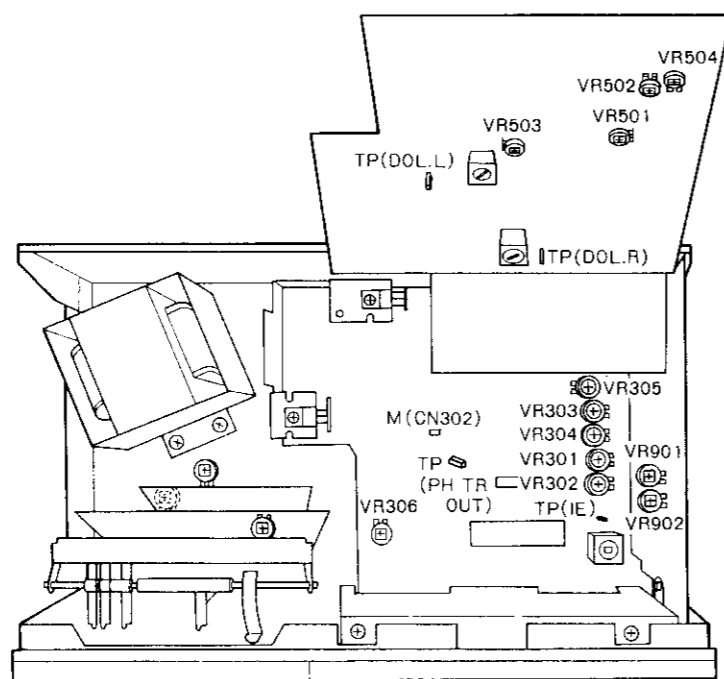 VR504
VR502
VR501
VR503
TP(DOL.L)
TP(DOL.R)
VR305
M(CN302)
VR303
VR304
TP
(PH TR
OUT)
VR301
VR901
VR302
VR306
TP(IE)
VR902